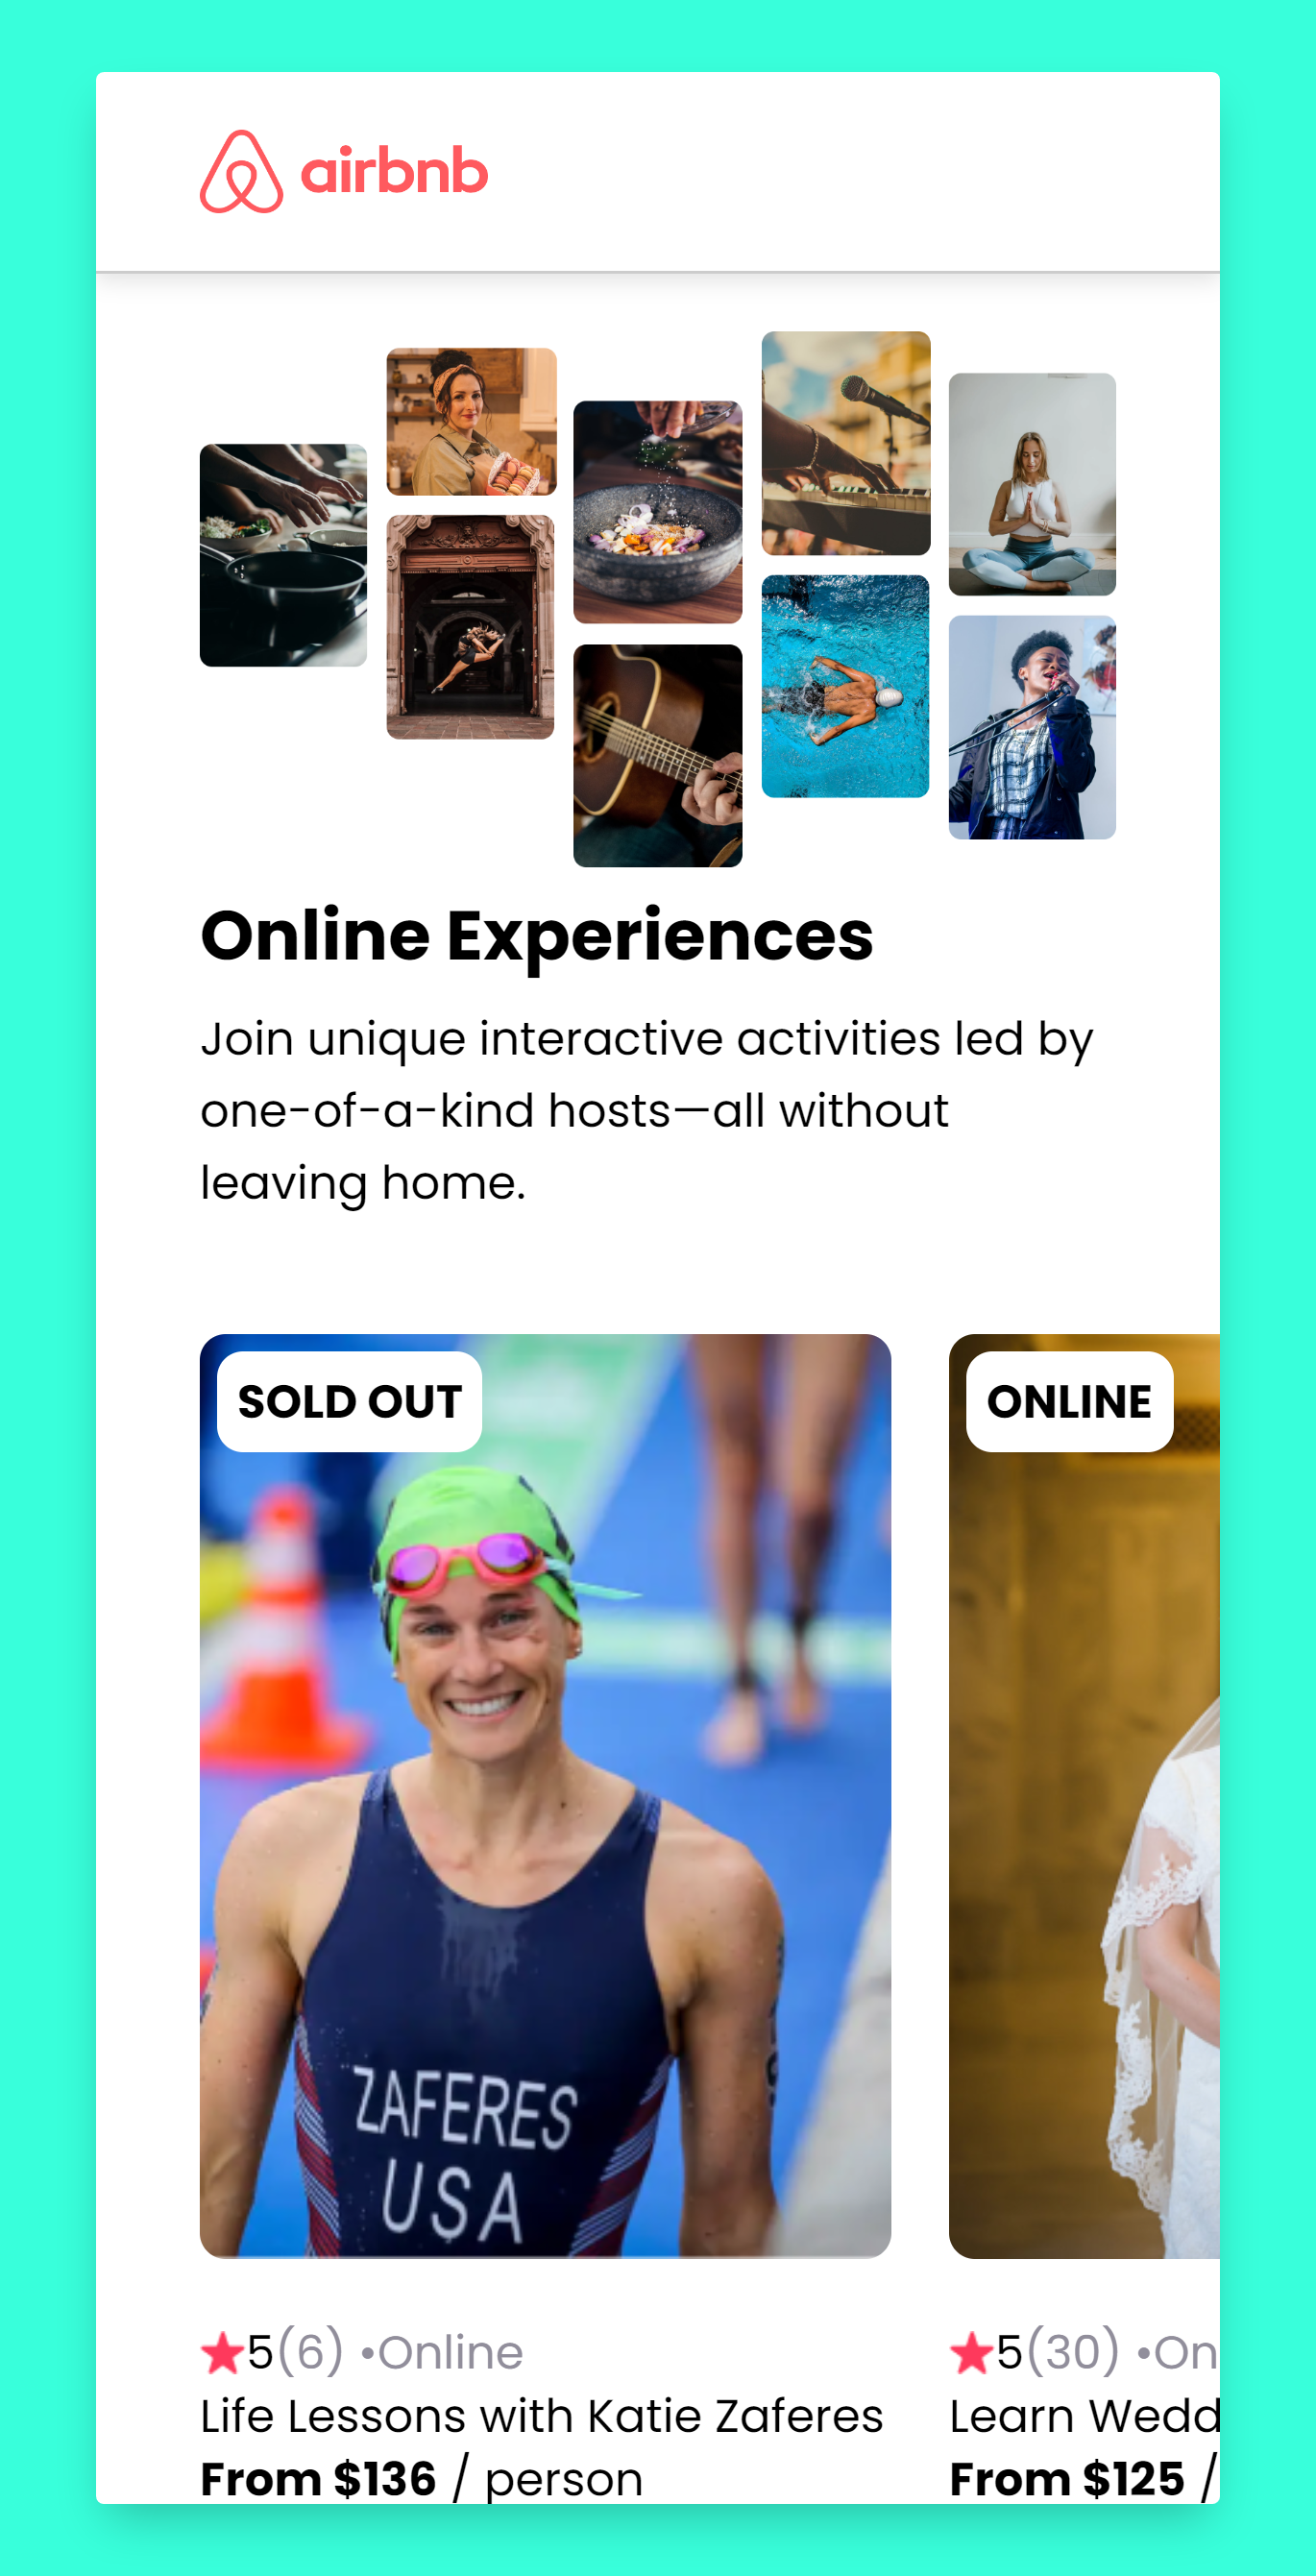 airbnb
Online Experiences
Join unique interactive activities led by
one-of-a-kind hosts—all without
leaving home.
SOLD OUT
ONLINE
ZAFERES
USA
5(6) •Online
Life Lessons with Katie Zaferes
From $136 / person
5(30) •On
Learn Wedd
From $125 /